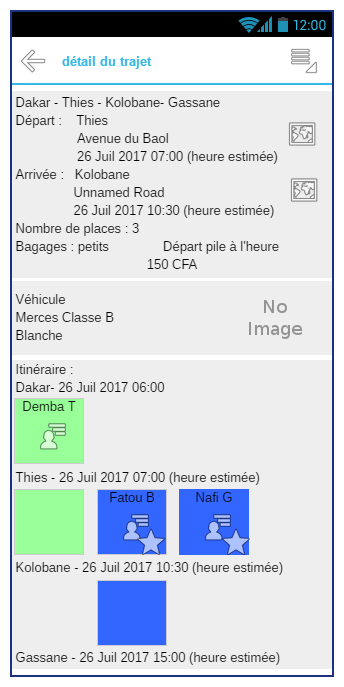 12:00
détail du trajet
Dakar - Thies - Kolobane- Gassane
Départ : Thies
Avenue du Baol
26 Juil 2017 07:00 (heure estimée)
Arrivée : Kolobane
Unnamed Road
26 Juil 2017 10:30 (heure estimée)
Nombre de places : 3
Bagages : petits Départ pile à l'heure
150 CFA
Véhicule
Merces Classe B
Blanche
No
Image
Itinéraire :
Dakar- 26 Juil 2017 06:00
Demba T
Thies - 26 Juil 2017 07:00 (heure estimée)
Fatou B Nafi G
Kolobane - 26 Juil 2017 10:30 (heure estimée)
Gassane - 26 Juil 2017 15:00 (heure estimée)